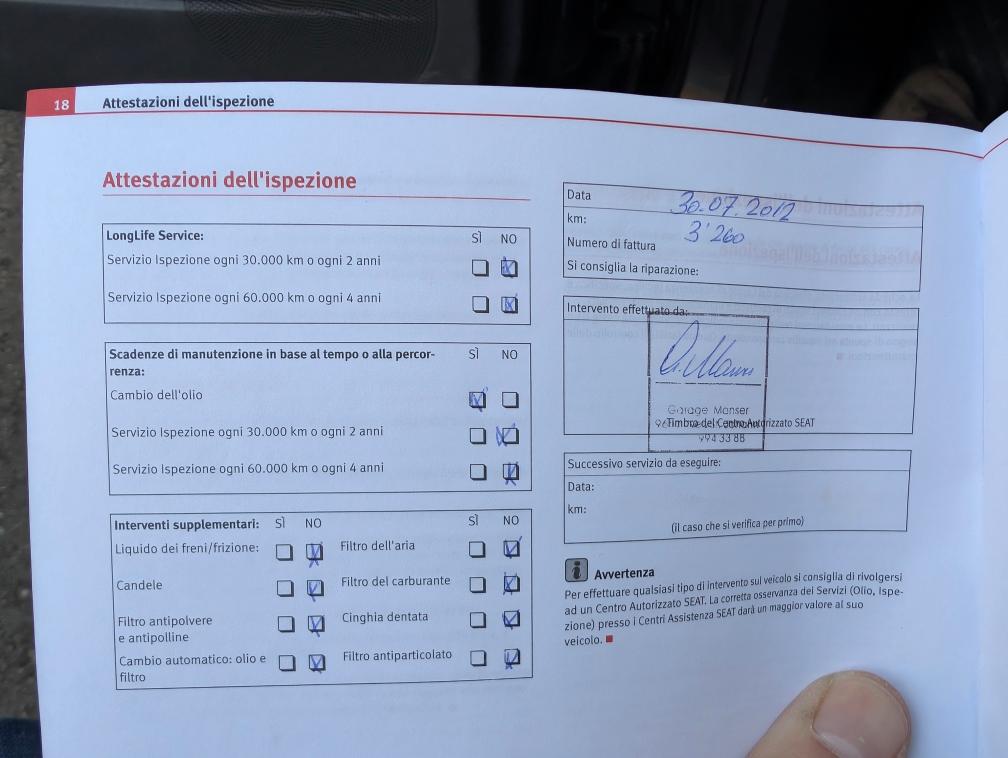 18 Attestazioni dell'ispezione
Attestazioni dell'ispezione
LongLife Service: SÌ NO
Servizio Ispezione ogni 30.000 km o ogni 2 anni
Servizio Ispezione ogni 60.000 km o ogni 4 anni
Scadenze di manutenzione in base al tempo o alla percor- SÌ NO
renza:
Cambio dell'olio
Servizio Ispezione ogni 30.000 km o ogni 2 anni
Servizio Ispezione ogni 60.000 km o ogni 4 anni
Interventi supplementari: SÌ NO SÌ NO
Liquido dei freni/frizione: Filtro dell'aria
Candele Filtro del carburante
Filtro antipolvere Cinghia dentata
e antipolline
Cambio automatico: olio e Filtro antiparticolato
filtro
Data 30.07.2012
km: 3'260
Numero di fattura
Si consiglia la riparazione:
Intervento effettuato da:
Garage Manser
Timbro del Centro Autorizzato SEAT
994 33 88
Successivo servizio da eseguire:
Data:
km:
(il caso che si verifica per primo)
Avvertenza
Per effettuare qualsiasi tipo di intervento sul veicolo si consiglia di rivolgersi
ad un Centro Autorizzato SEAT. La corretta osservanza dei Servizi (Olio, Ispe-
zione) presso i Centri Assistenza SEAT darà un maggior valore al suo
veicolo.